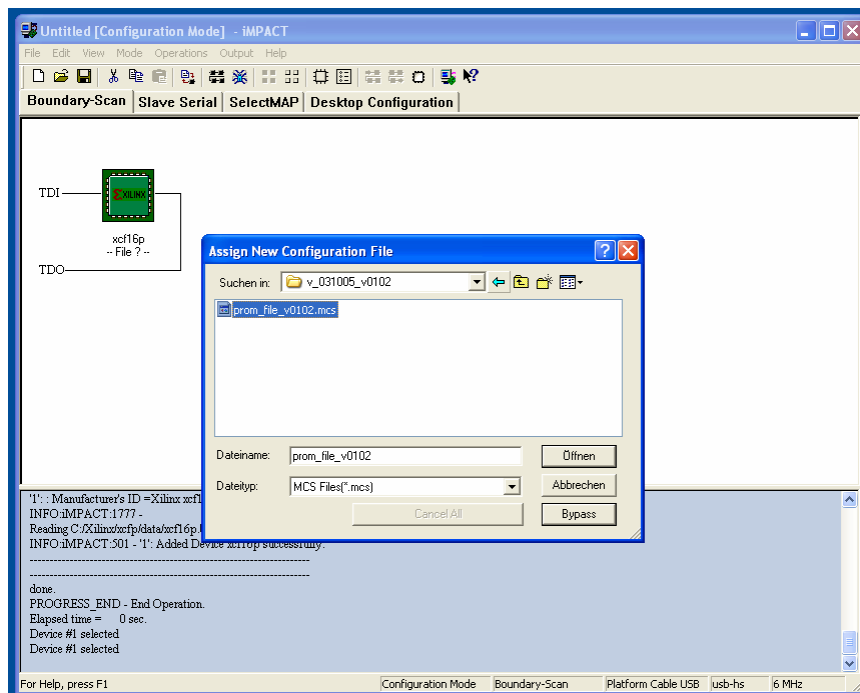 Untitled [Configuration Mode] - iMPACT
File Edit View Mode Operations Output Help
Boundary-Scan Slave Serial SelectMAP Desktop Configuration
TDI
XILINX
xcf16p
-- File ? --
TDO
Assign New Configuration File
Suchen in: v_031005_v0102
prom_file_v0102.mcs
Dateiname: prom_file_v0102 Öffnen
Dateityp: MCS Files(*.mcs) Abbrechen
Cancel All Bypass
'1': : Manufacturer's ID =Xilinx
INFO:iMPACT:1777 -
Reading C:/Xilinx/xcfp/data/xcf16p.
INFO:iMPACT:501 - '1': Added Device xcf16p successfully.
----------------------------------------------------------------------
----------------------------------------------------------------------
done.
PROGRESS_END - End Operation.
Elapsed time = 0 sec.
Device #1 selected
Device #1 selected
For Help, press F1 Configuration Mode Boundary-Scan Platform Cable USB usb-hs 6 MHz